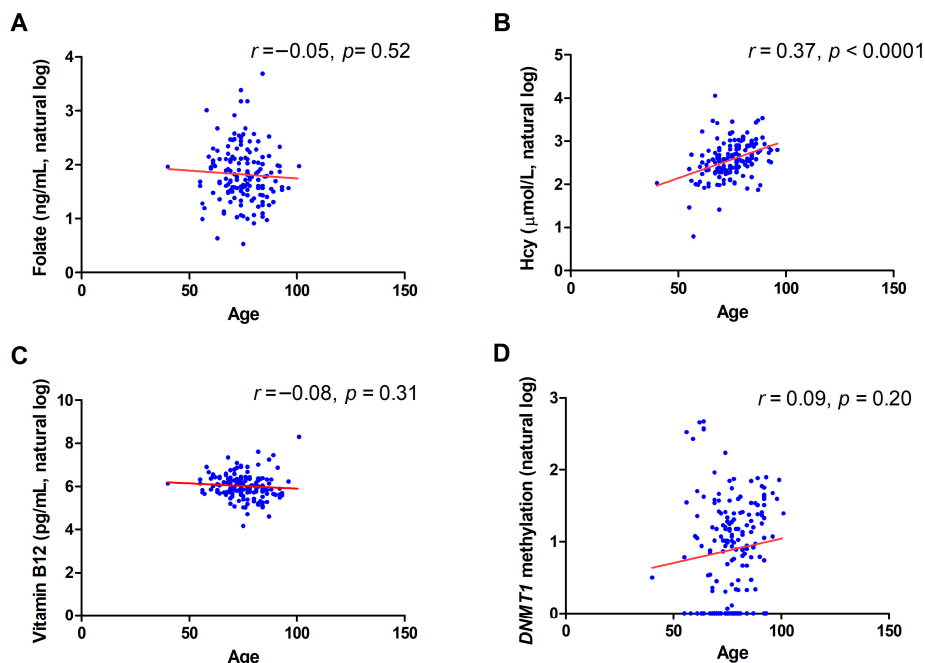 A
r = −0.05, p = 0.52
Folate (ng/mL, natural log)
4
3
2
1
0
0 50 100 150
Age
B
r = 0.37, p < 0.0001
Hcy (μmol/L, natural log)
5
4
3
2
1
0
0 50 100 150
Age
C
r = −0.08, p = 0.31
Vitamin B12 (pg/mL, natural log)
10
8
6
4
2
0
0 50 100 150
Age
D
r = 0.09, p = 0.20
DNMT1 methylation (natural log)
3
2
1
0
0 50 100 150
Age